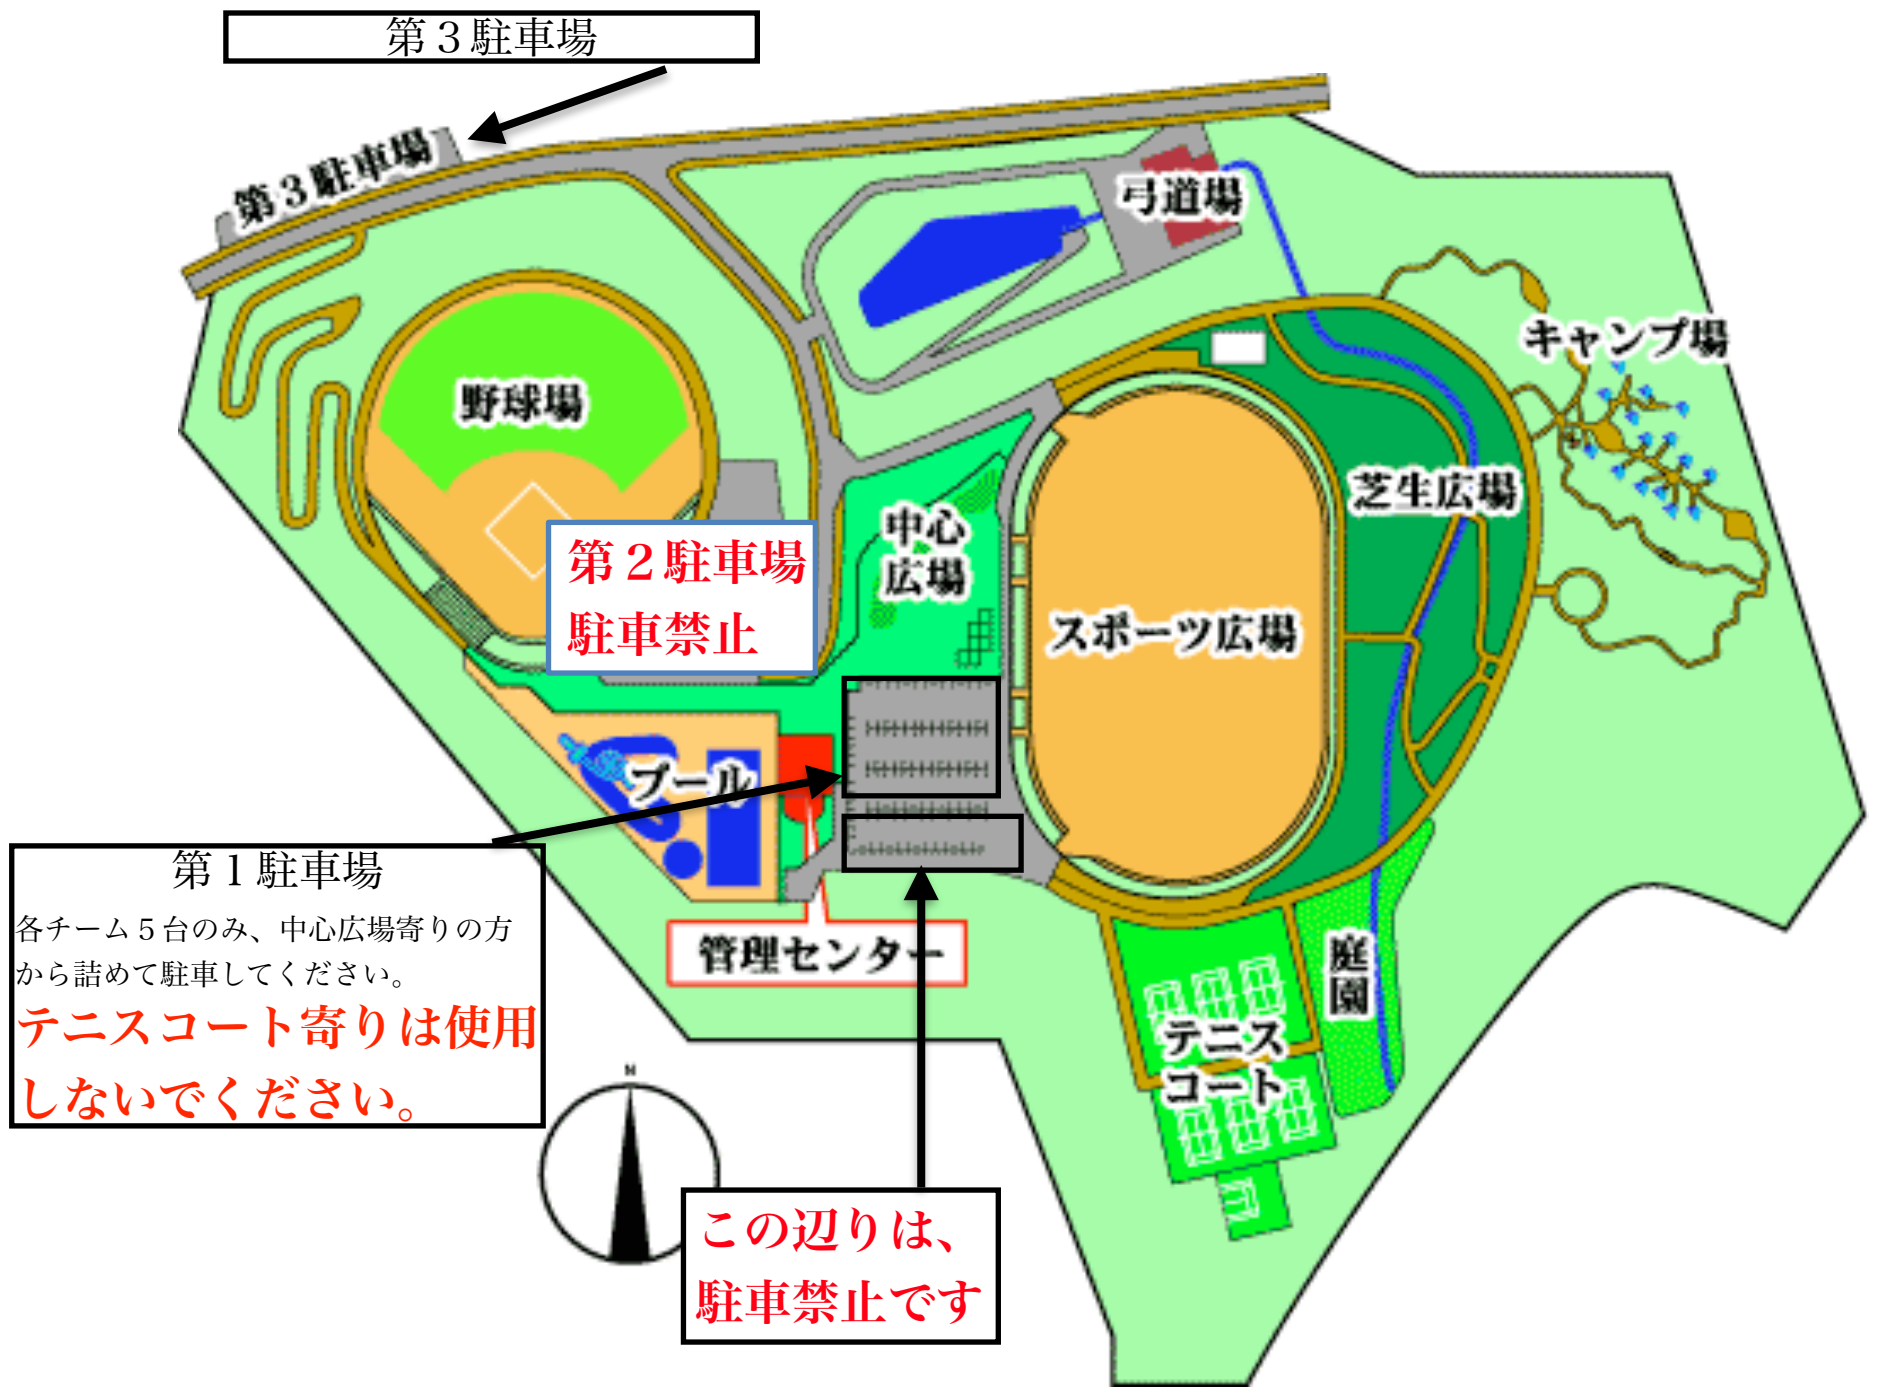 第３駐車場
第３駐車場
弓道場
キャンプ場
野球場
芝生広場
中心
広場
第２駐車場
駐車禁止
スポーツ広場
プール
第１駐車場
各チーム５台のみ、中心広場寄りの方
から詰めて駐車してください。
テニスコート寄りは使用
しないでください。
管理センター
庭
園
テニス
コート
N
この辺りは、
駐車禁止です